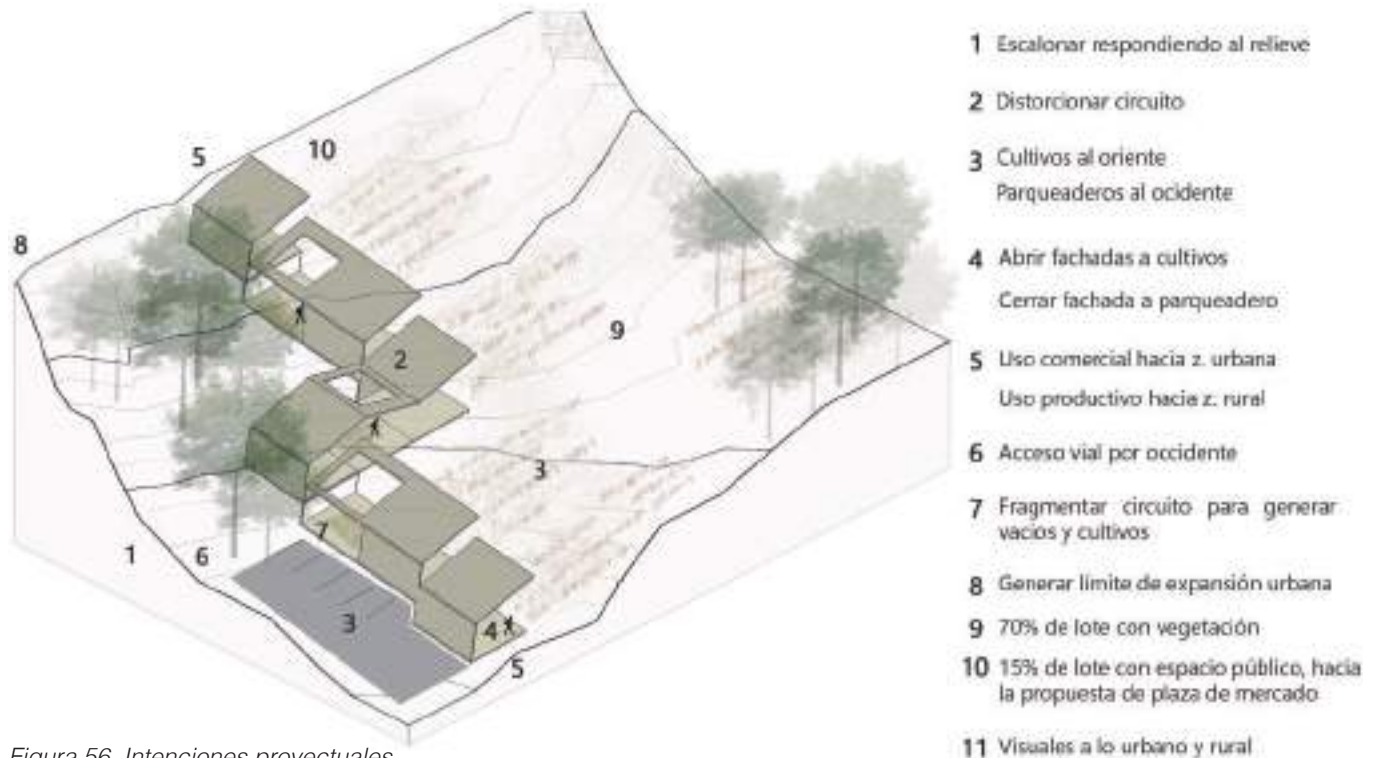 5
10
8
2
9
3
1
6
7
3
4
5
1 Escalonar respondiendo al relieve
2 Distorcionar circuito
3 Cultivos al oriente
Parqueaderos al ocidente
4 Abrir fachadas a cultivos
Cerrar fachada a parqueadero
5 Uso comercial hacia z. urbana
Uso productivo hacia z. rural
6 Acceso vial por occidente
7 Fragmentar circuito para generar
vacios y cultivos
8 Generar límite de expansión urbana
9 70% de lote con vegetación
10 15% de lote con espacio público, hacia
la propuesta de plaza de mercado
11 Visuales a lo urbano y rural
Figura 56. Intenciones proyectuales